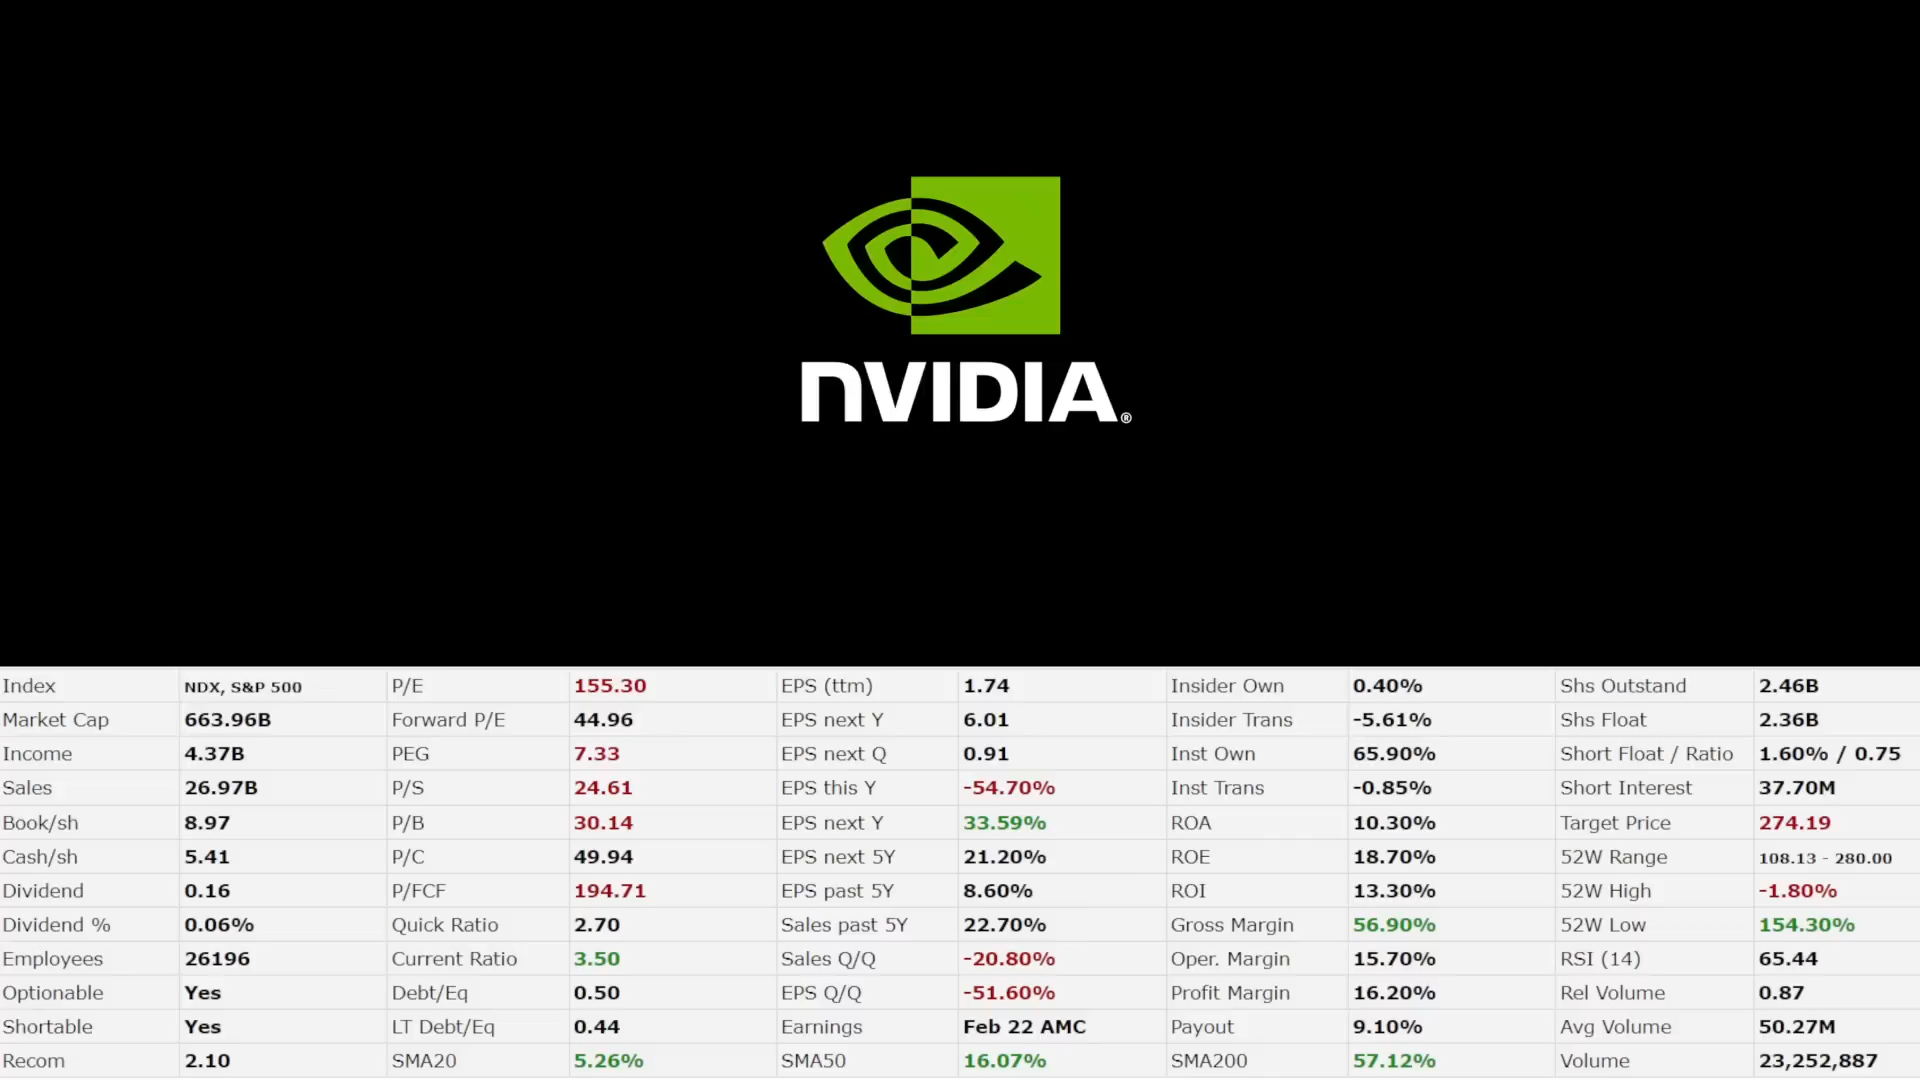 NVIDIA®
Index NDX, S&P 500 P/E 155.30 EPS (ttm) 1.74 Insider Own 0.40% Shs Outstand 2.46B
Market Cap 663.96B Forward P/E 44.96 EPS next Y 6.01 Insider Trans -5.61% Shs Float 2.36B
Income 4.37B PEG 7.33 EPS next Q 0.91 Inst Own 65.90% Short Float / Ratio 1.60% / 0.75
Sales 26.97B P/S 24.61 EPS this Y -54.70% Inst Trans -0.85% Short Interest 37.70M
Book/sh 8.97 P/B 30.14 EPS next Y 33.59% ROA 10.30% Target Price 274.19
Cash/sh 5.41 P/C 49.94 EPS next 5Y 21.20% ROE 18.70% 52W Range 108.13 - 280.00
Dividend 0.16 P/FCF 194.71 EPS past 5Y 8.60% ROI 13.30% 52W High -1.80%
Dividend % 0.06% Quick Ratio 2.70 Sales past 5Y 22.70% Gross Margin 56.90% 52W Low 154.30%
Employees 26196 Current Ratio 3.50 Sales Q/Q -20.80% Oper. Margin 15.70% RSI (14) 65.44
Optionable Yes Debt/Eq 0.50 EPS Q/Q -51.60% Profit Margin 16.20% Rel Volume 0.87
Shortable Yes LT Debt/Eq 0.44 Earnings Feb 22 AMC Payout 9.10% Avg Volume 50.27M
Recom 2.10 SMA20 5.26% SMA50 16.07% SMA200 57.12% Volume 23,252,887